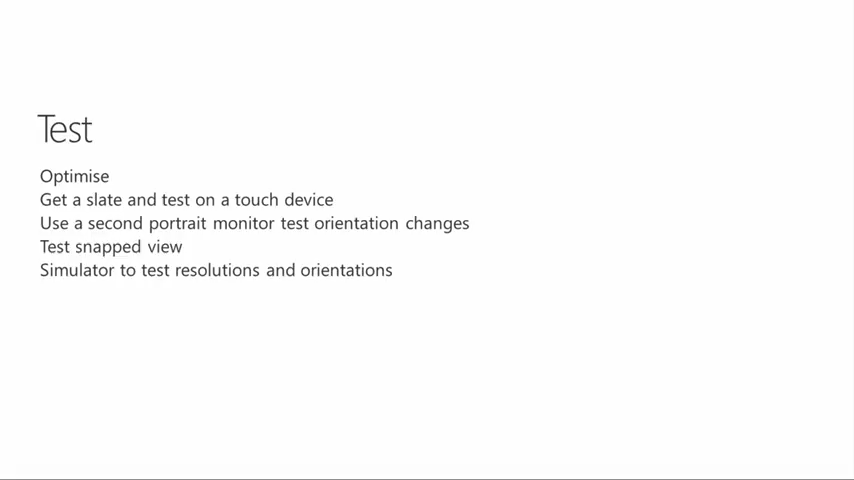 Test
Optimise
Get a slate and test on a touch device
Use a second portrait monitor test orientation changes
Test snapped view
Simulator to test resolutions and orientations